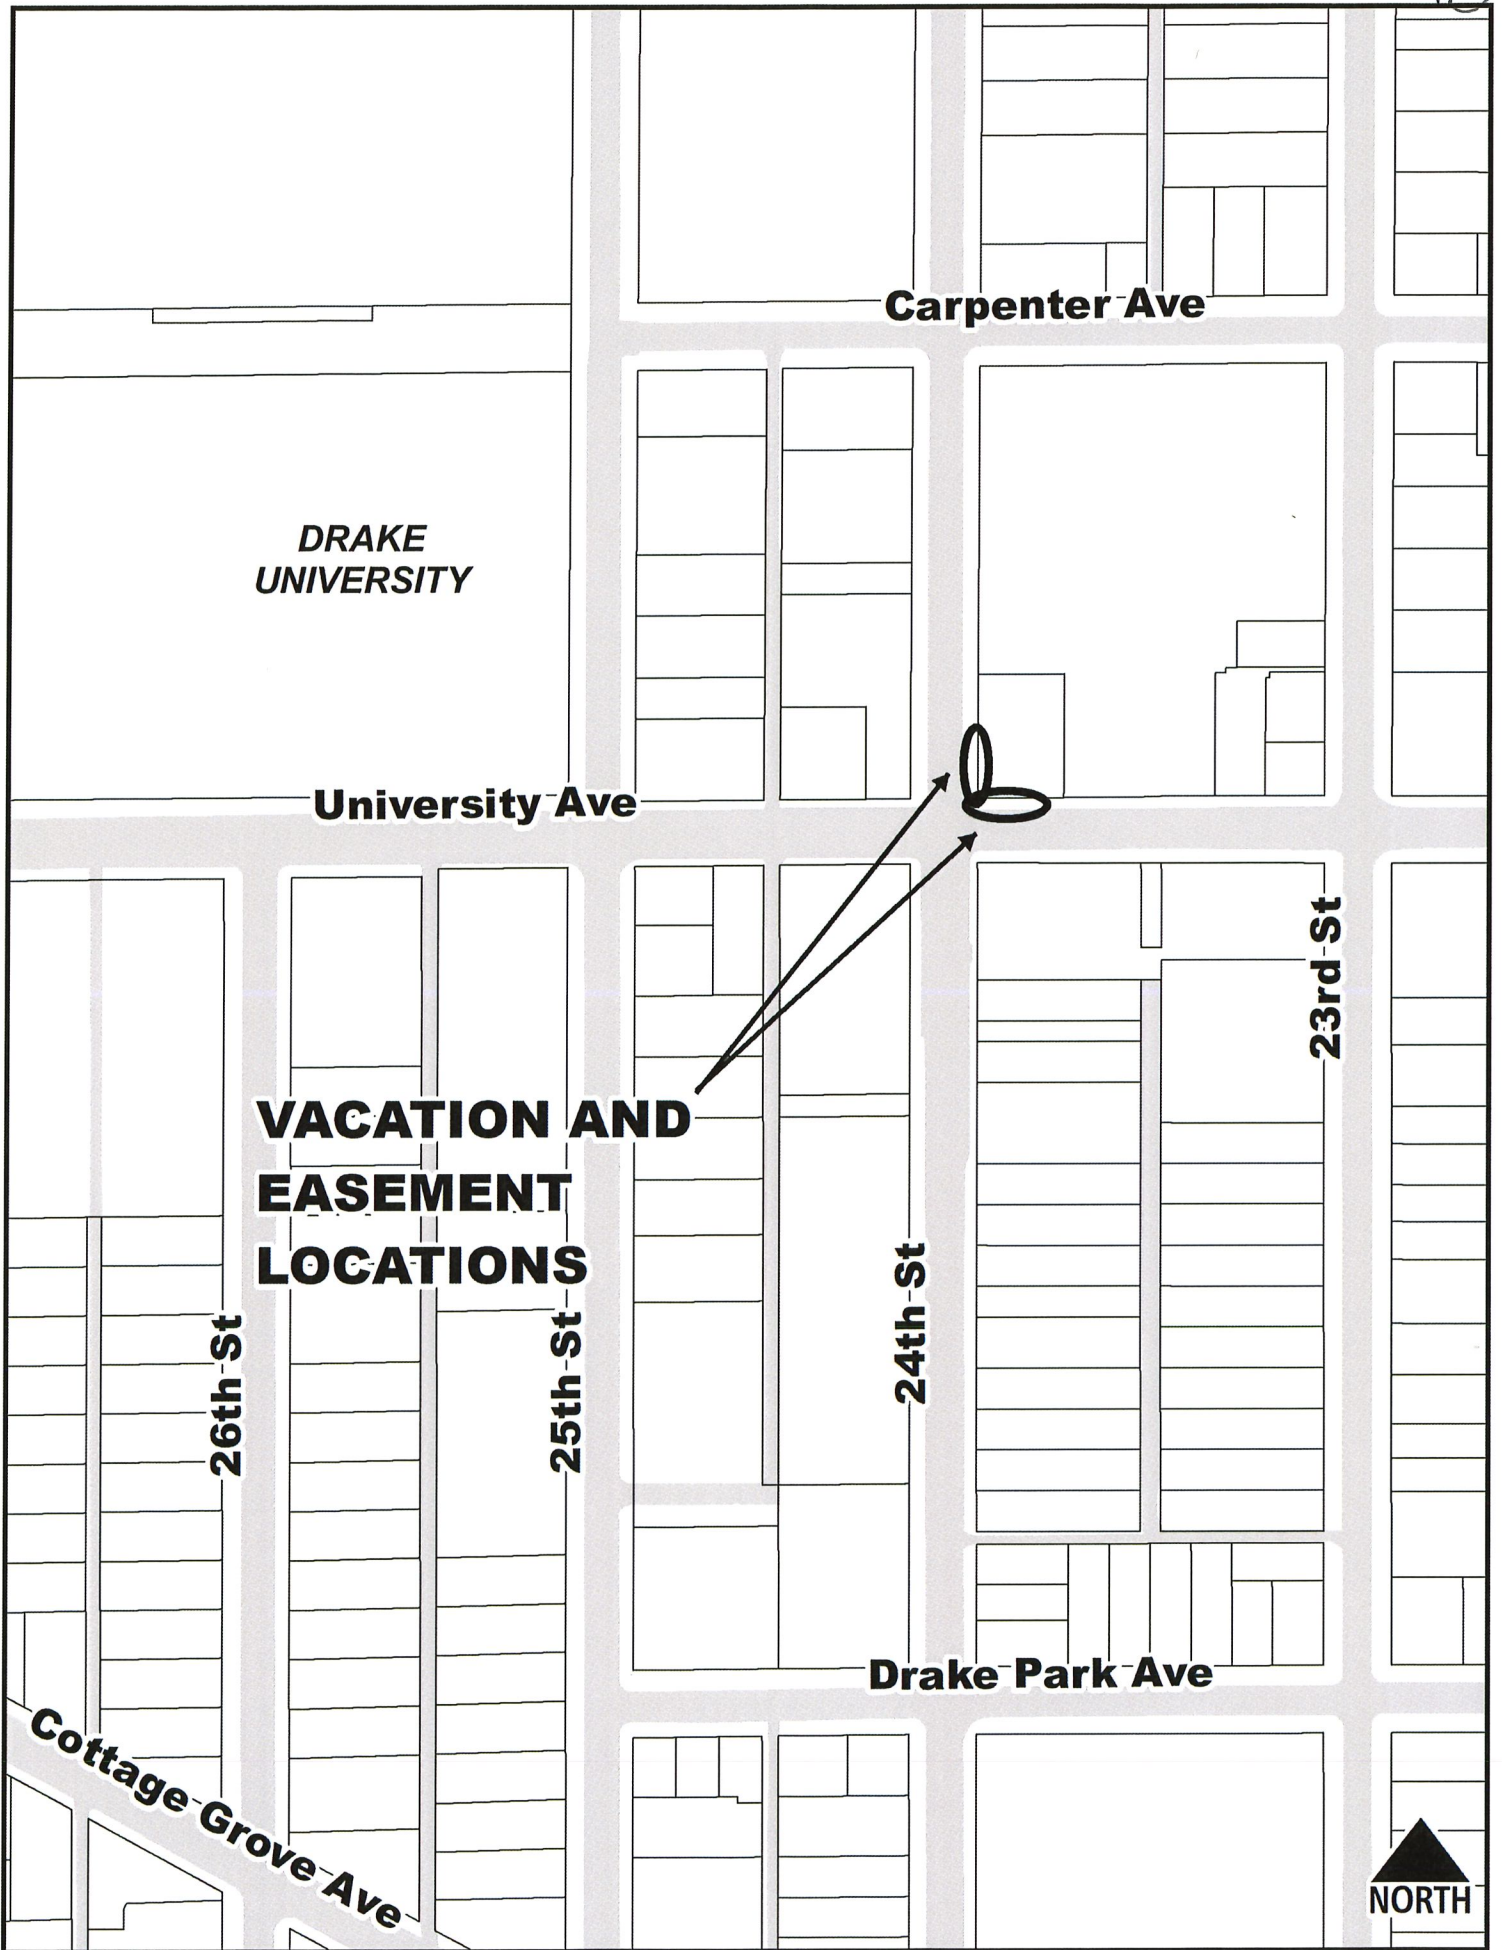 Carpenter Ave
DRAKE
UNIVERSITY
University Ave
23rd St
VACATION AND
EASEMENT
LOCATIONS
24th St
26th St
25th St
Drake Park Ave
Cottage Grove Ave
NORTH